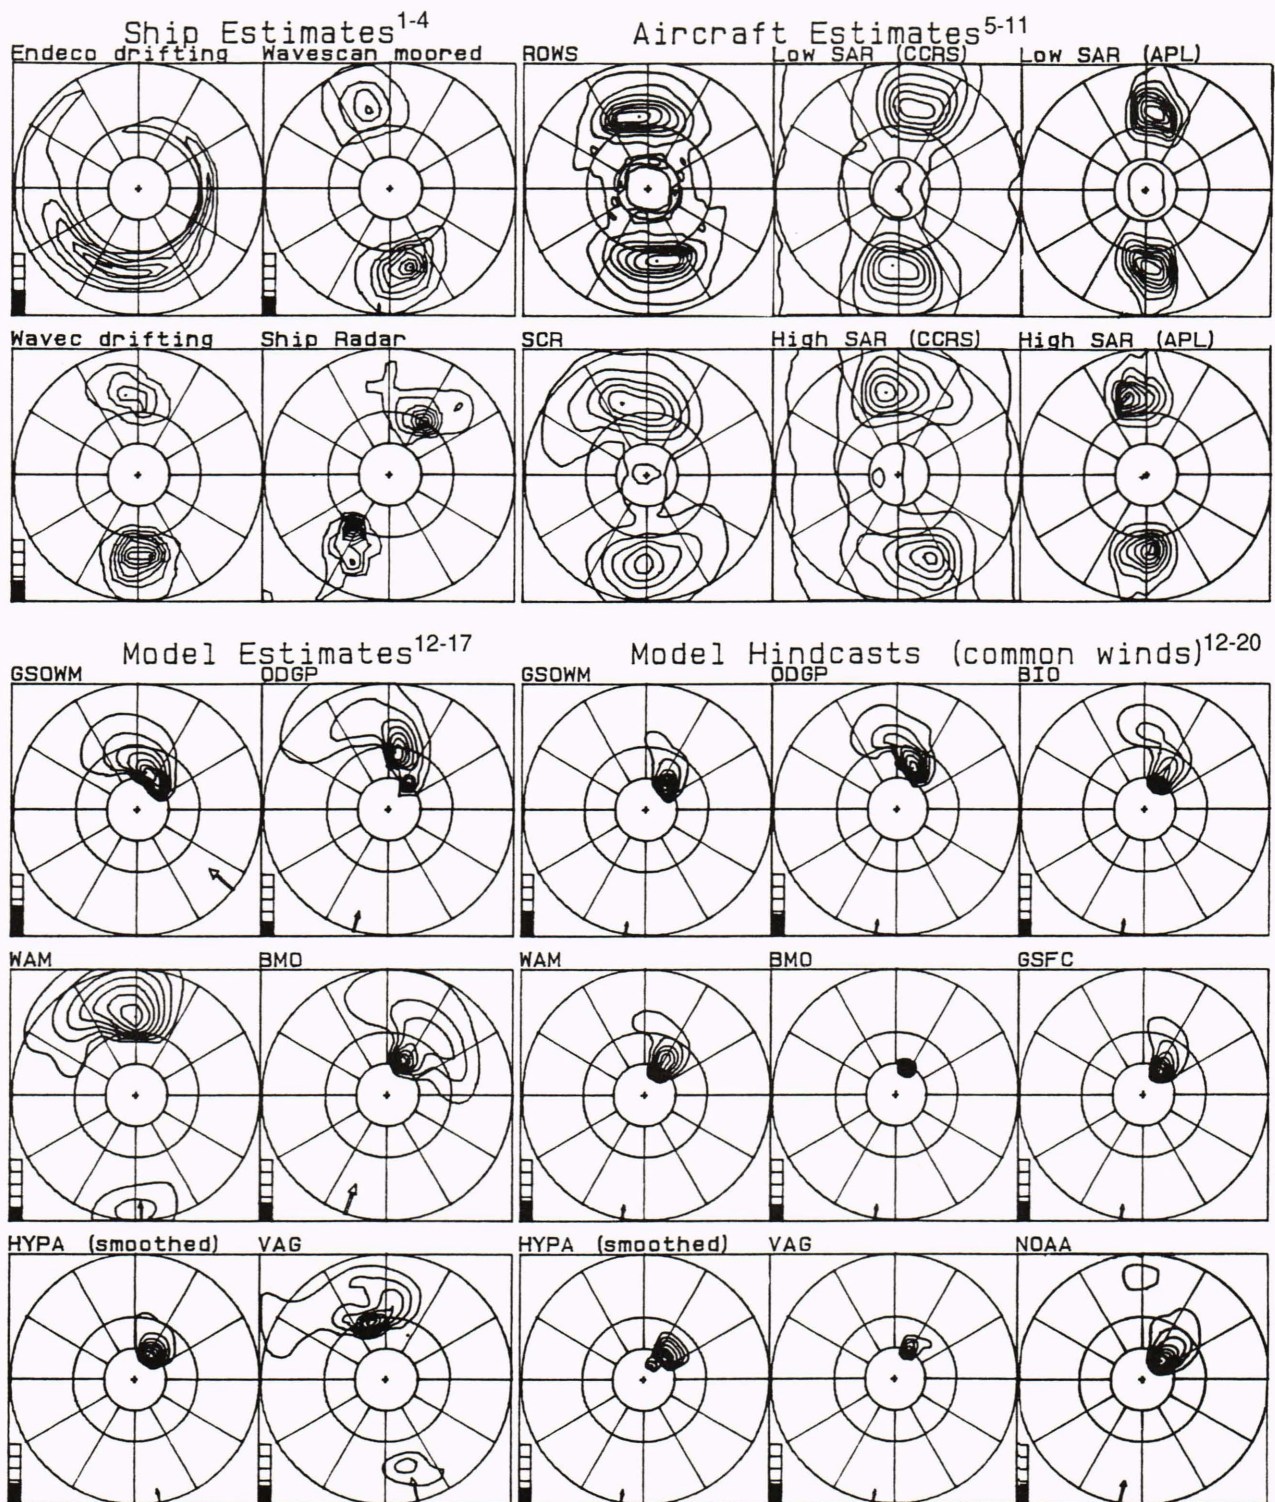 Ship Estimates1-4
Aircraft Estimates5-11
Endeco drifting
Wavescan moored
ROWS
Low SAR (CCRS)
Low SAR (APL)
Wavec drifting
Ship Radar
SCR
High SAR (CCRS)
High SAR (APL)
Model Estimates12-17
Model Hindcasts (common winds)12-20
GSOWM
ODGP
GSOWM
ODGP
BIO
WAM
BMO
WAM
BMO
GSFC
HYPA (smoothed)
VAG
HYPA (smoothed)
VAG
NOAA